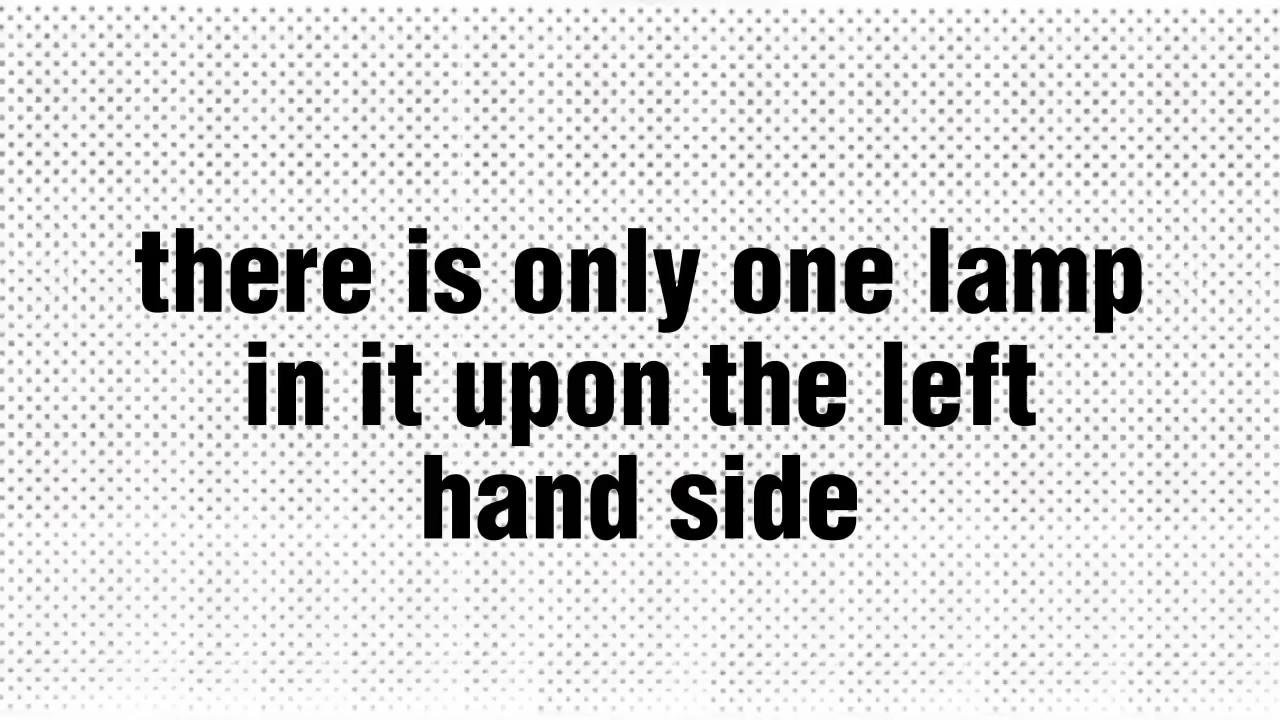 there is only one lamp
in it upon the left
hand side